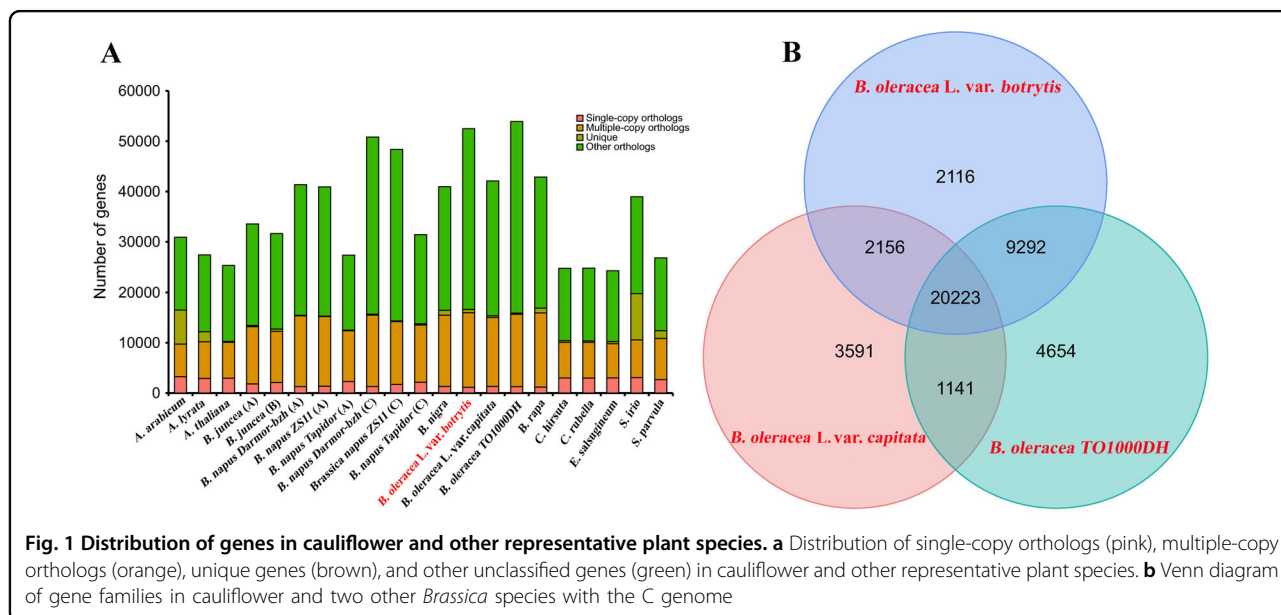 A
60000
50000
40000
30000
20000
10000
0
Number of genes
Single-copy orthologs
Multiple-copy orthologs
Unique
Other orthologs
A. arabicum
A. lyrata
A. thaliana
B. juncea (A)
B. juncea (B)
B. napus Darmor-bzh (A)
B. napus ZS11 (A)
B. napus Tapidor (A)
B. napus Darmor-bzh (C)
Brassica napus ZS11 (C)
B. napus Tapidor (C)
B. nigra
B. oleracea L. var. botrytis
B. oleracea L. var. capitata
B. oleracea TO1000DH
B. rapa
C. hirsuta
C. rubella
E. salsugineum
S. irio
S. parvula
B
B. oleracea L. var. botrytis
2116
2156
9292
20223
3591
4654
1141
B. oleracea L. var. capitata
B. oleracea TO1000DH
Fig. 1 Distribution of genes in cauliflower and other representative plant species. a Distribution of single-copy orthologs (pink), multiple-copy
orthologs (orange), unique genes (brown), and other unclassified genes (green) in cauliflower and other representative plant species. b Venn diagram
of gene families in cauliflower and two other Brassica species with the C genome